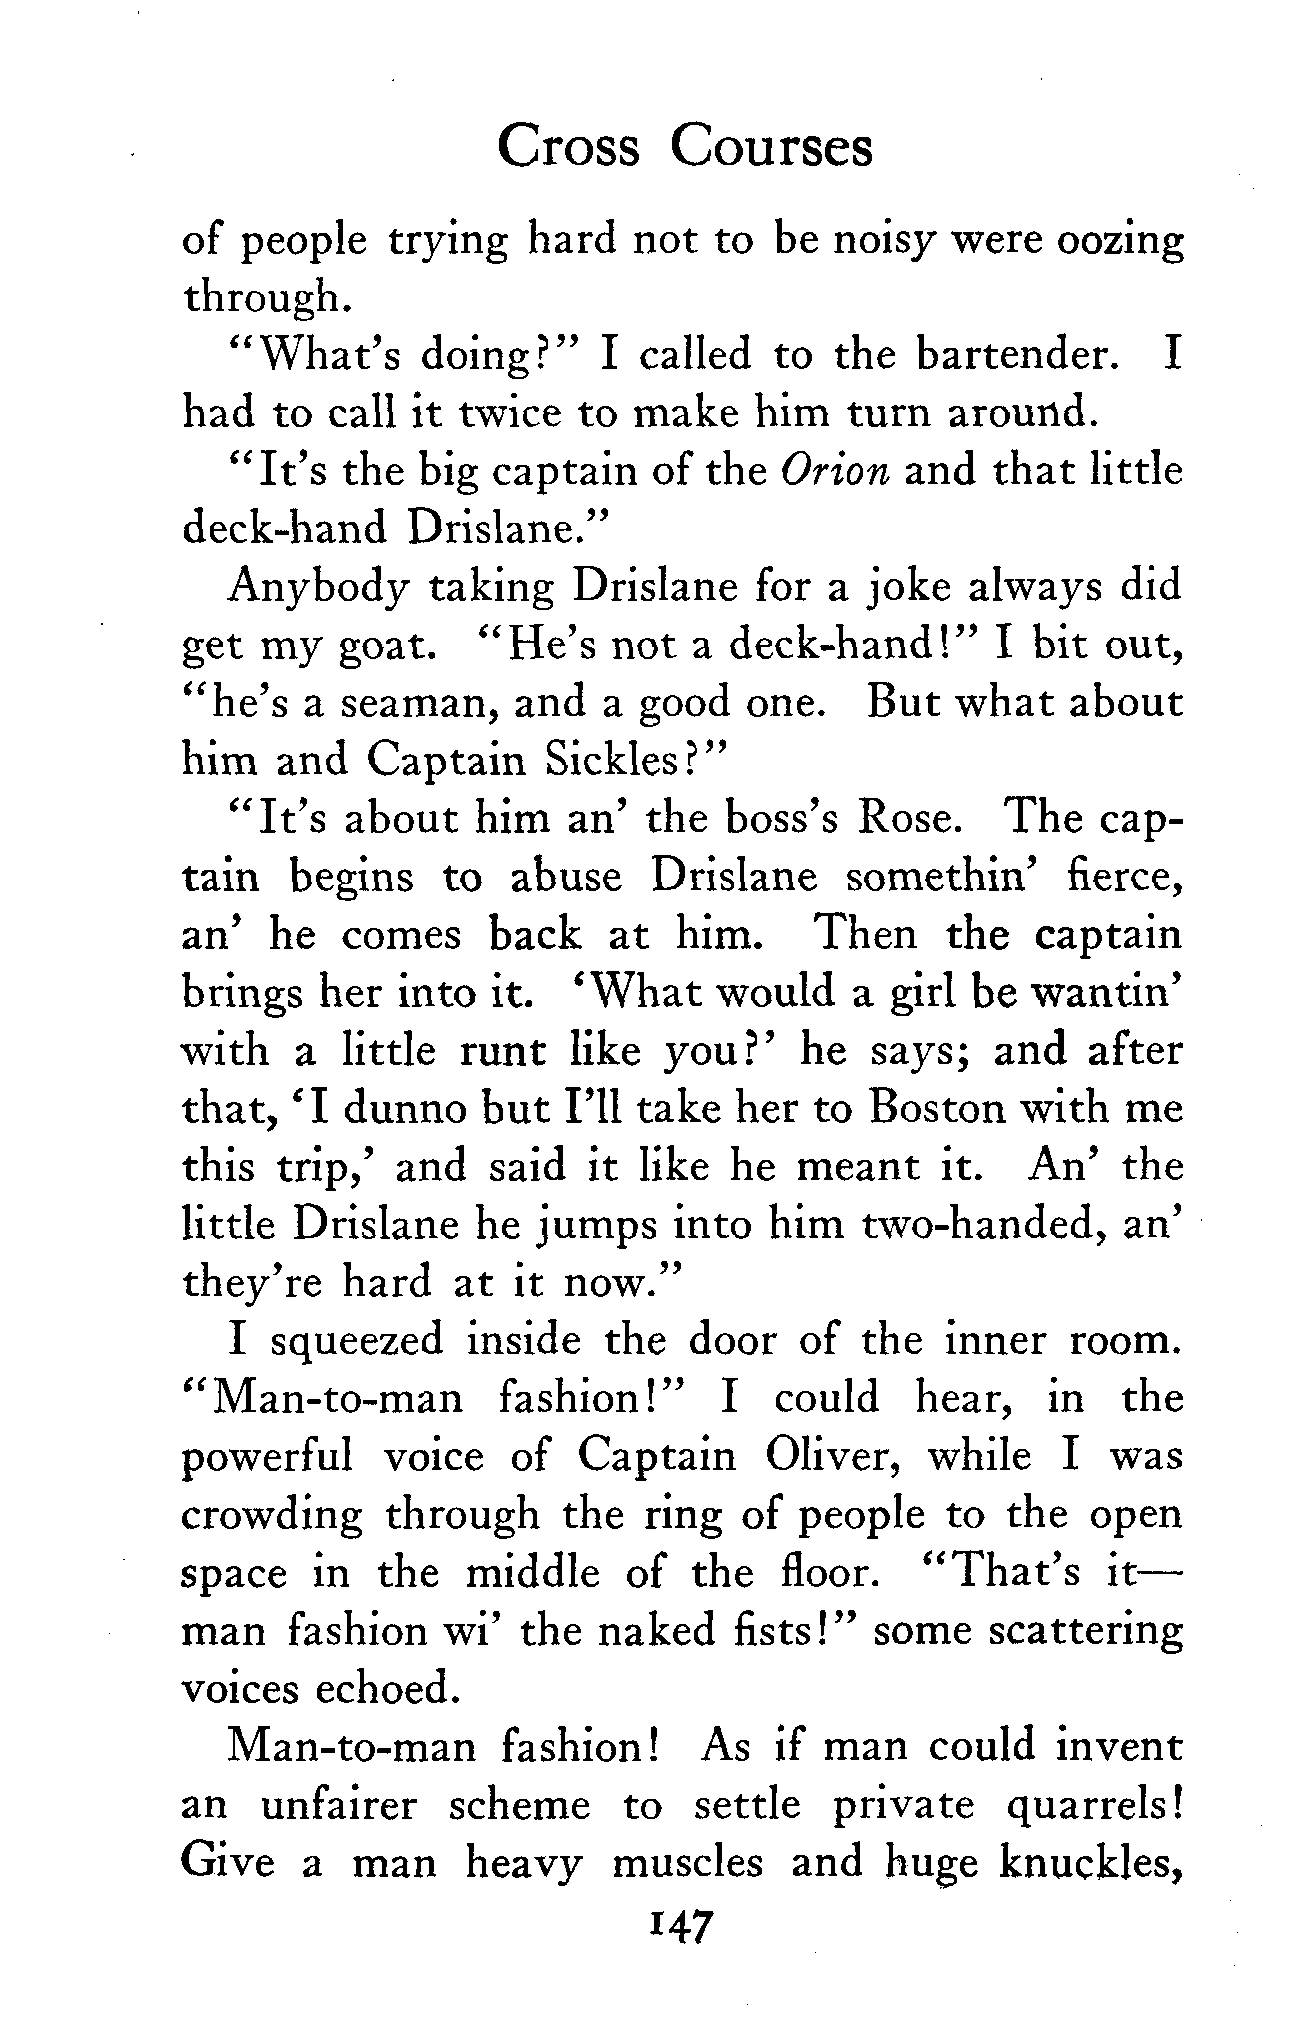 Cross Courses
of people trying hard not to be noisy were oozing
through.
"What's doing?" I called to the bartender. I
had to call it twice to make him turn around.
"It's the big captain of the Orion and that little
deck-hand Drislane."
Anybody taking Drislane for a joke always did
get my goat. "He's not a deck-hand!" I bit out,
"he's a seaman, and a good one. But what about
him and Captain Sickles?"
"It's about him an' the boss's Rose. The cap-
tain begins to abuse Drislane somethin' fierce,
an' he comes back at him. Then the captain
brings her into it. 'What would a girl be wantin'
with a little runt like you?' he says; and after
that, 'I dunno but I'll take her to Boston with me
this trip,' and said it like he meant it. An' the
little Drislane he jumps into him two-handed, an'
they're hard at it now."
I squeezed inside the door of the inner room.
"Man-to-man fashion!" I could hear, in the
powerful voice of Captain Oliver, while I was
crowding through the ring of people to the open
space in the middle of the floor. "That's it—
man fashion wi' the naked fists!" some scattering
voices echoed.
Man-to-man fashion! As if man could invent
an unfairer scheme to settle private quarrels!
Give a man heavy muscles and huge knuckles,
147